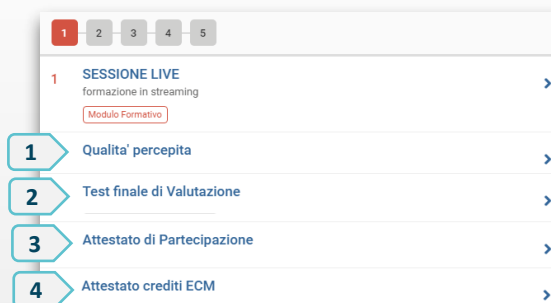 1 2 3 4 5
1 SESSIONE LIVE
formazione in streaming
Modulo Formativo
1 Qualita' percepita
2 Test finale di Valutazione
3 Attestato di Partecipazione
4 Attestato crediti ECM